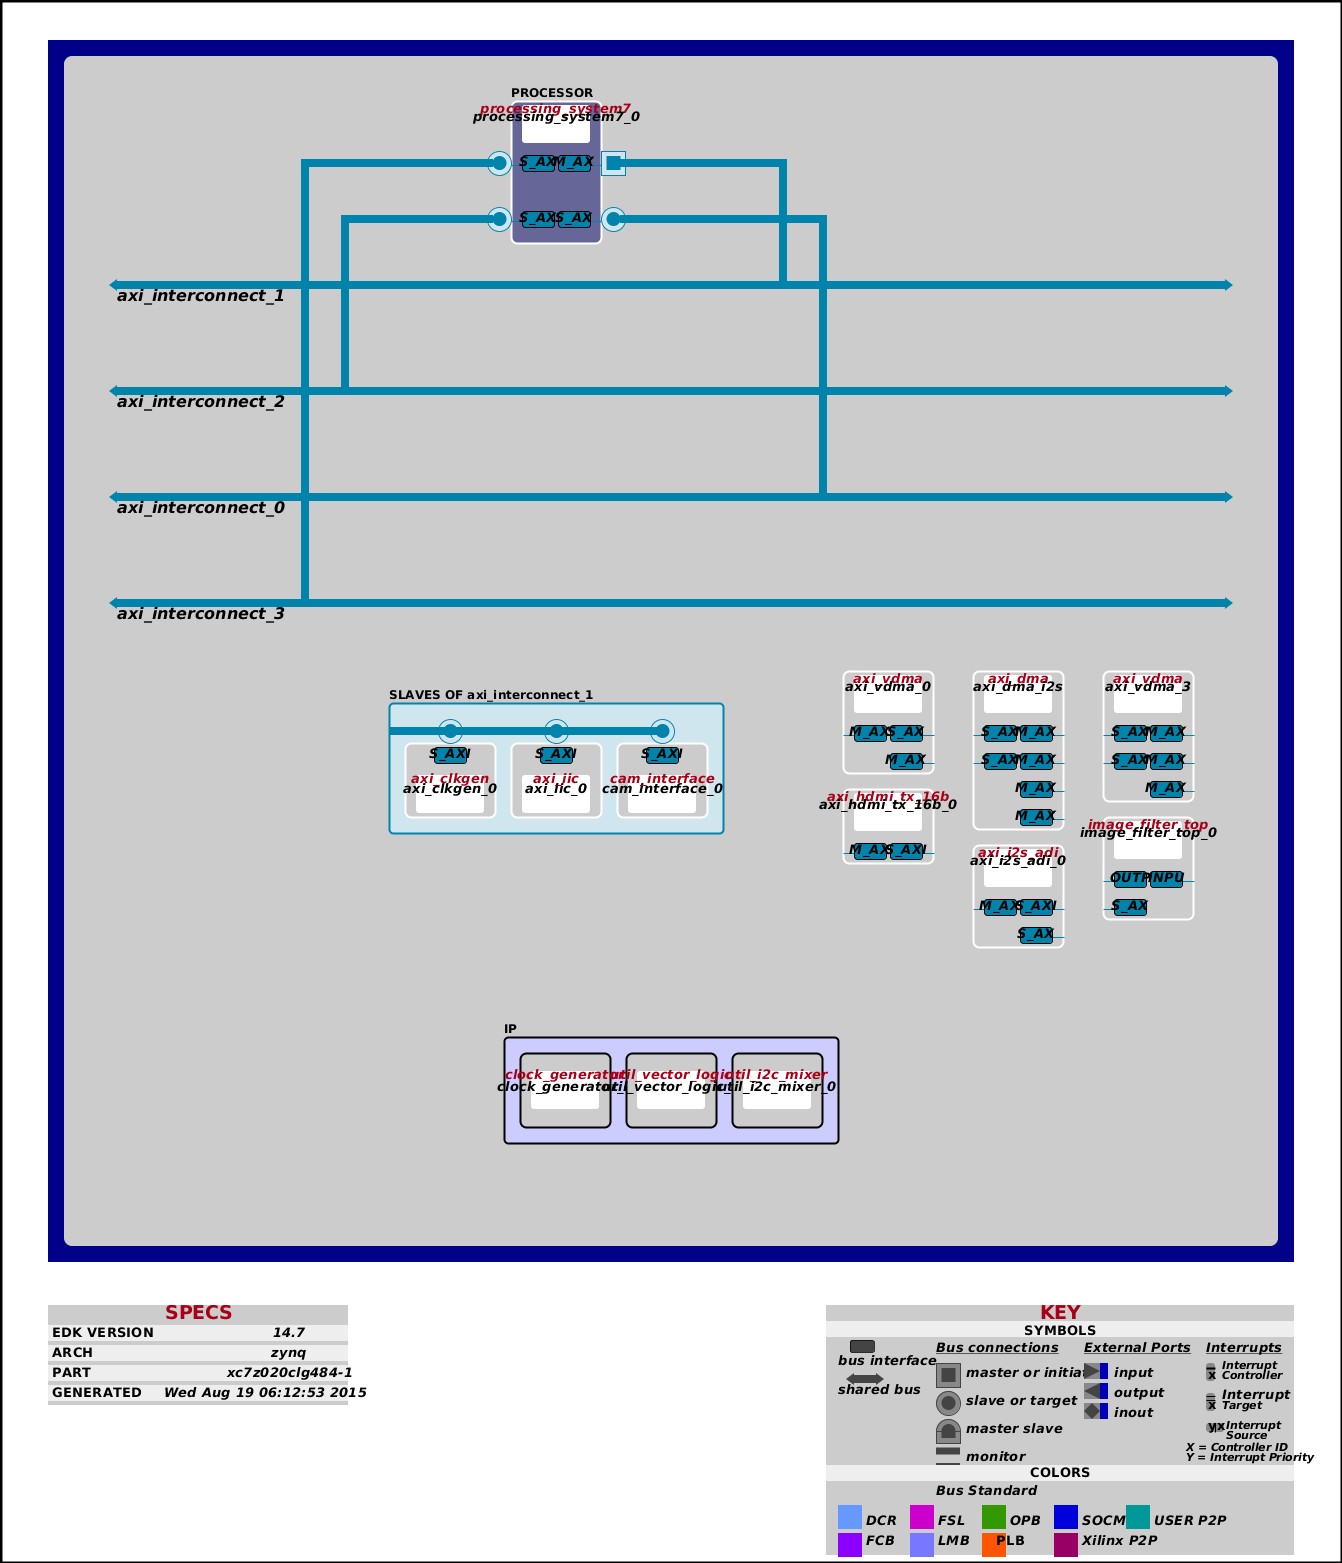 PROCESSOR
processing_system7
processing_system7_0
S_AX M_AX
S_AX S_AX
axi_interconnect_1
axi_interconnect_2
axi_interconnect_0
axi_interconnect_3
SLAVES OF axi_interconnect_1
S_AXI S_AXI S_AXI
axi_clkgen axi_iic cam_interface
axi_clkgen_0 axi_iic_0 cam_interface_0
axi_vdma
axi_vdma_0
M_AX S_AX
M_AX
axi_hdmi_tx_16b
axi_hdmi_tx_16b_0
M_AX S_AXI
axi_dma
axi_dma_i2s
S_AX M_AX
S_AX M_AX
M_AX
M_AX
axi_i2s_adi
axi_i2s_adi_0
M_AX S_AXI
S_AX
axi_vdma
axi_vdma_3
S_AX M_AX
S_AX M_AX
M_AX
image_filter_top
image_filter_top_0
OUTP INPU
S_AX
IP
clock_generator util_vector_logic util_i2c_mixer
clock_generator util_vector_logic util_i2c_mixer_0
SPECS
EDK VERSION 14.7
ARCH zynq
PART xc7z020clg484-1
GENERATED Wed Aug 19 06:12:53 2015
KEY
SYMBOLS
bus interface
shared bus
Bus connections
master or initiat
slave or target
master slave
monitor
External Ports
input
output
inout
Interrupts
x Interrupt
Controller
x Interrupt
Target
yx Interrupt
Source
X = Controller ID
Y = Interrupt Priority
COLORS
Bus Standard
DCR FSL OPB SOCM USER P2P
FCB LMB PLB Xilinx P2P